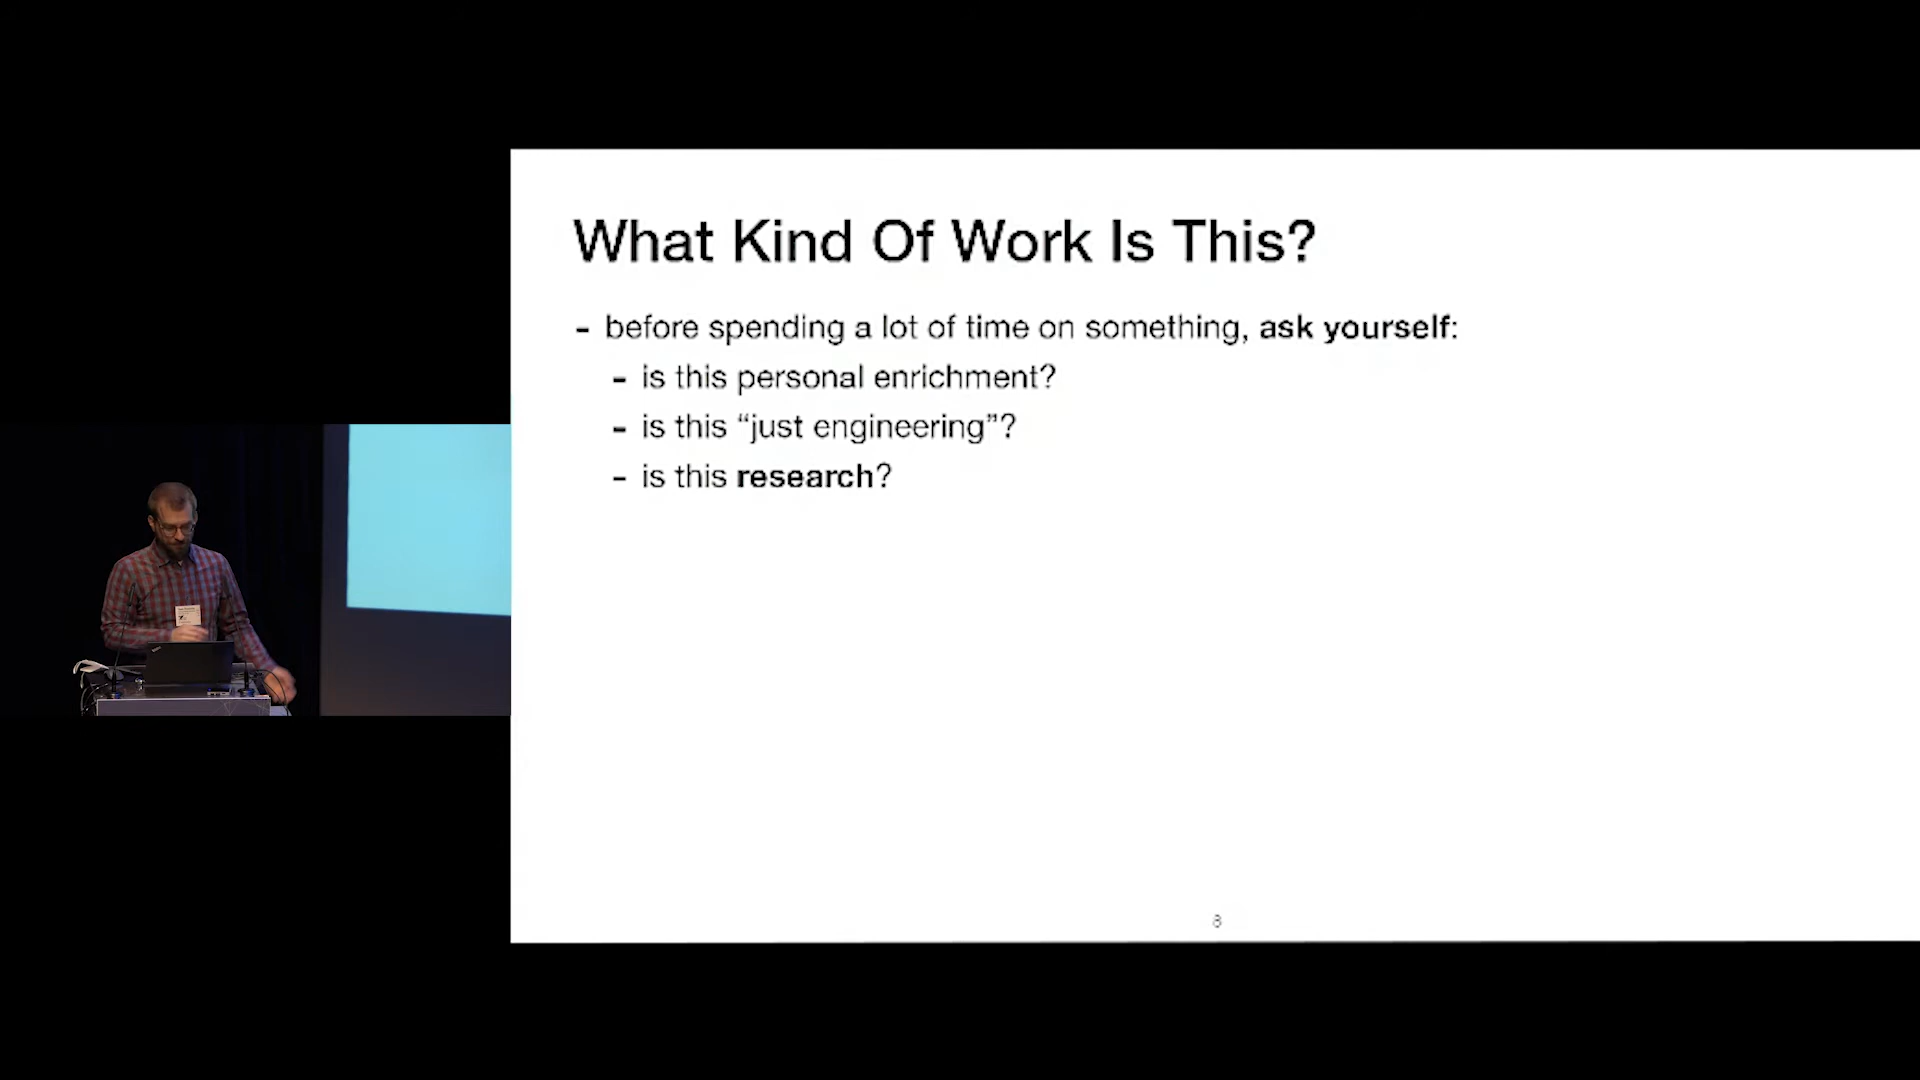 What Kind Of Work Is This?
- before spending a lot of time on something, ask yourself:
- is this personal enrichment?
- is this “just engineering”?
- is this research?
8